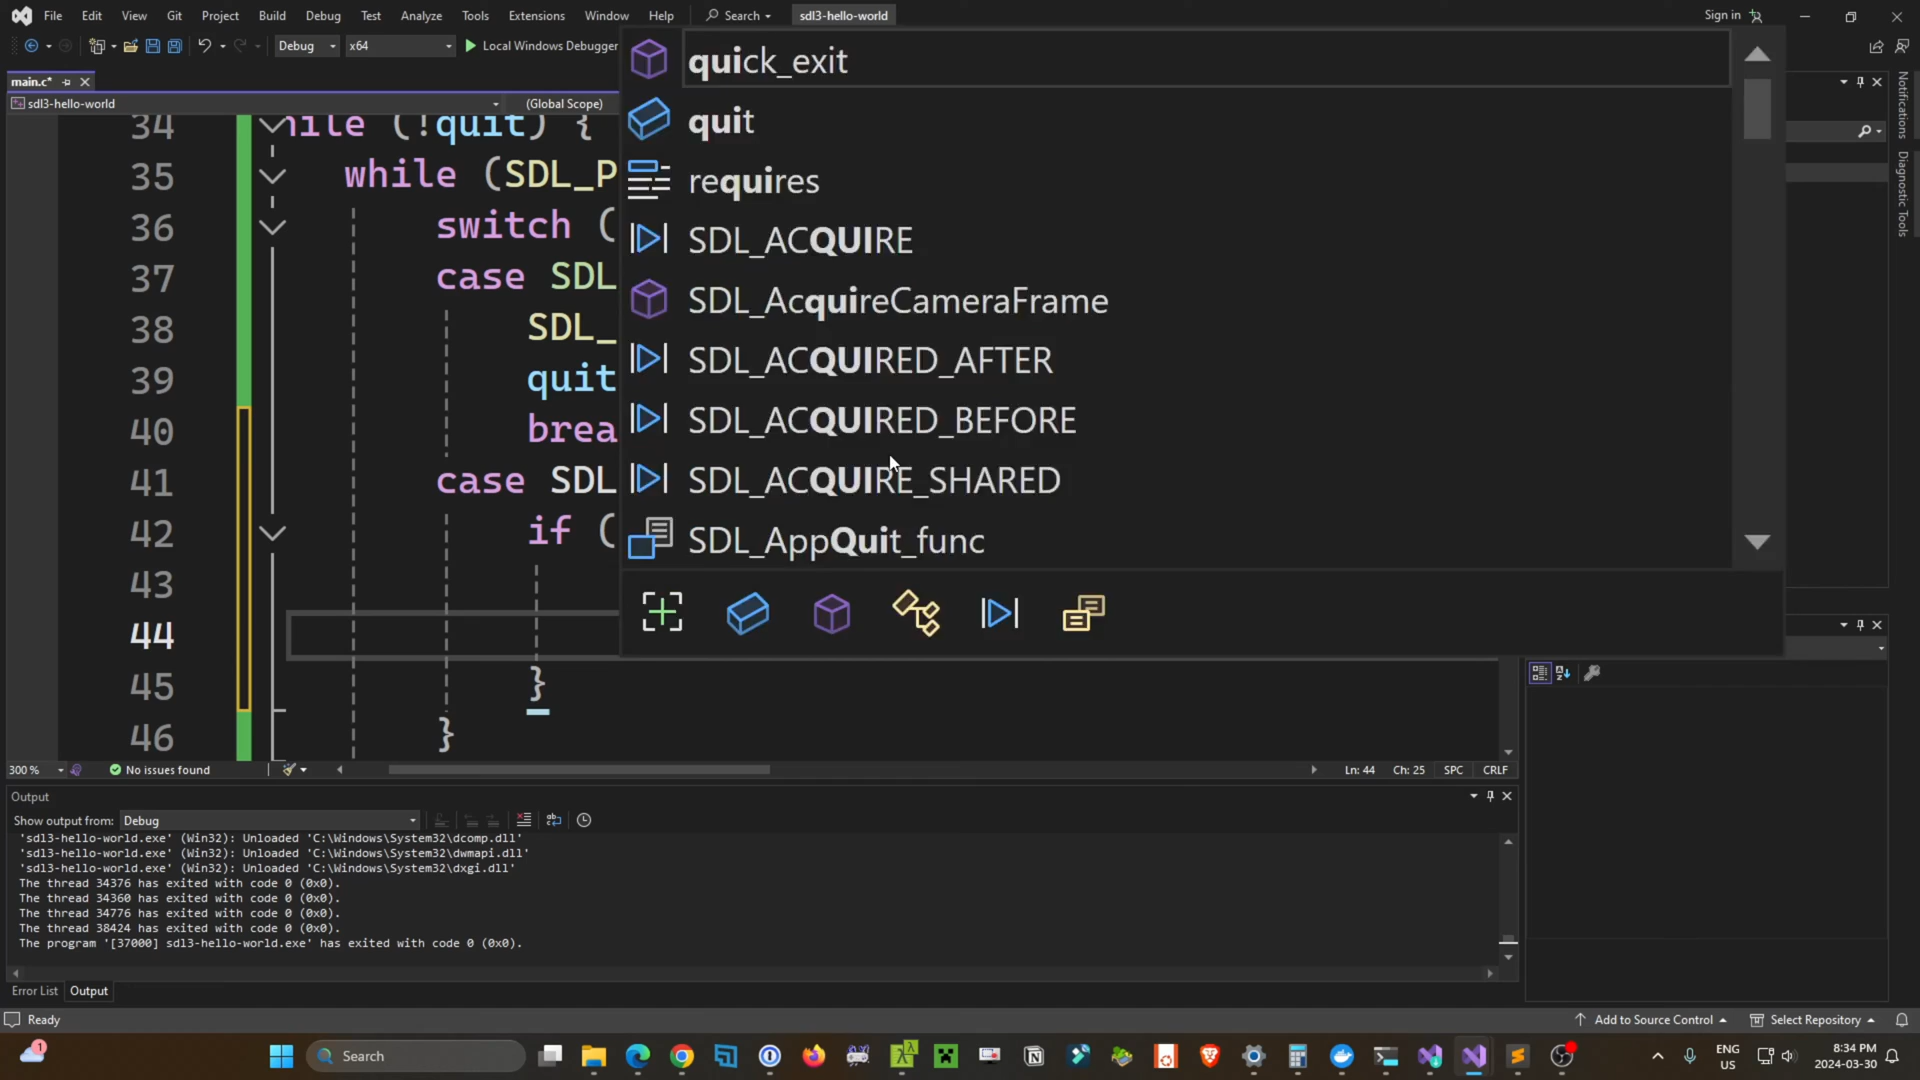 File Edit View Git Project Build Debug Test Analyze Tools Extensions Window Help Search sdl3-hello-world Sign in
Debug x64 Local Windows Debugger
main.c*
sdl3-hello-world (Global Scope)
34 hile (!quit) {
35 while (SDL_P
36 switch (
37 case SDL
38 SDL_
39 quit
40 brea
41 case SDL
42 if (
43
44
45 }
46 }
quick_exit
quit
requires
SDL_ACQUIRE
SDL_AcquireCameraFrame
SDL_ACQUIRED_AFTER
SDL_ACQUIRED_BEFORE
SDL_ACQUIRE_SHARED
SDL_AppQuit_func
Notifications
Diagnostic Tools
300 % No issues found Ln: 44 Ch: 25 SPC CRLF
Output
Show output from: Debug
'sdl3-hello-world.exe' (Win32): Unloaded 'C:\Windows\System32\dcomp.dll'
'sdl3-hello-world.exe' (Win32): Unloaded 'C:\Windows\System32\dwmapi.dll'
'sdl3-hello-world.exe' (Win32): Unloaded 'C:\Windows\System32\dxgi.dll'
The thread 34376 has exited with code 0 (0x0).
The thread 34360 has exited with code 0 (0x0).
The thread 34776 has exited with code 0 (0x0).
The thread 38424 has exited with code 0 (0x0).
The program '[37000] sdl3-hello-world.exe' has exited with code 0 (0x0).
Error List Output
Ready Add to Source Control Select Repository
1 Search ENG US 8:34 PM 2024-03-30